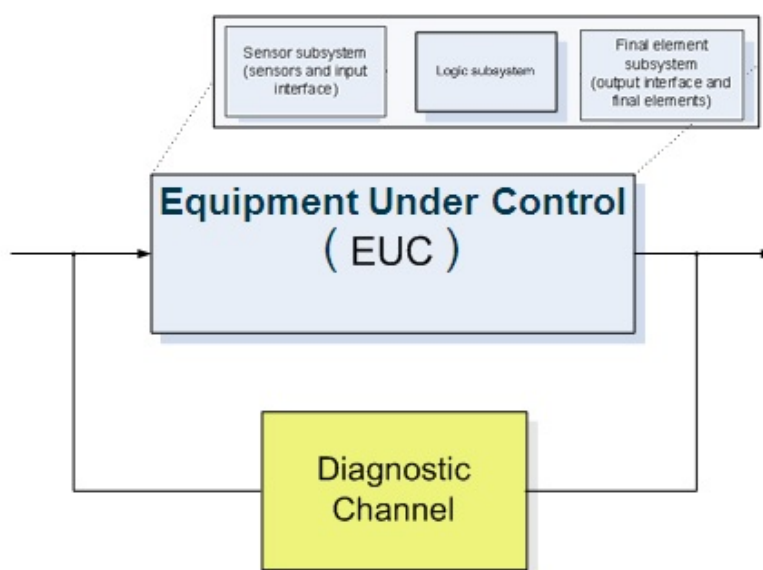 Sensor subsystem
(sensors and input
interface)
Logic subsystem
Final element
subsystem
(output interface and
final elements)
Equipment Under Control
( EUC )
Diagnostic
Channel